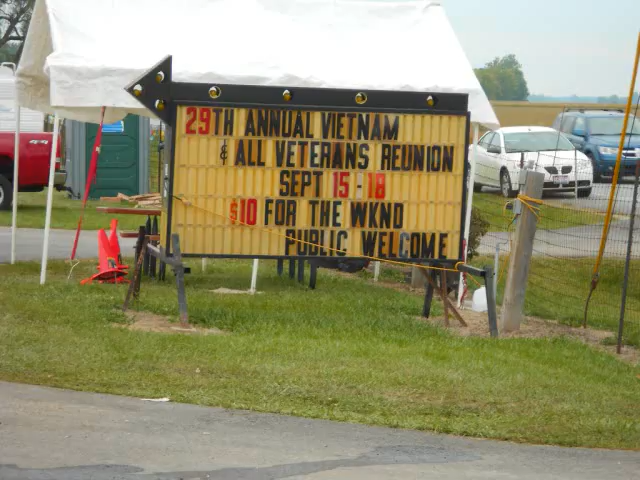 29TH ANNUAL VIETNAM
& ALL VETERANS REUNION
SEPT 15-18
$10 FOR THE WKND
PUBLIC WELCOME